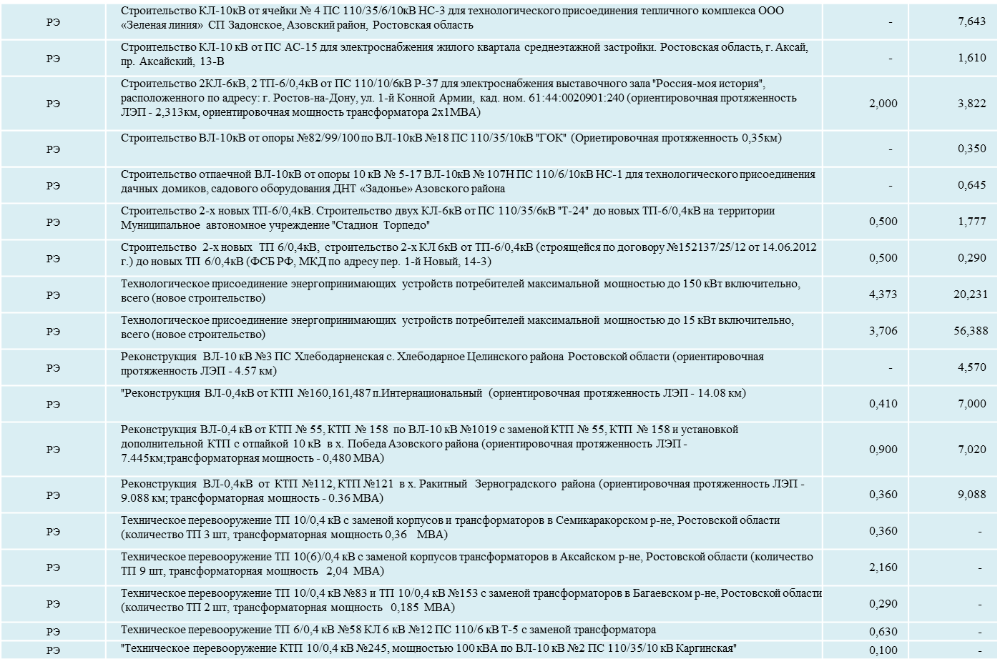 РЭ
Строительство КЛ-10кВ от ячейки № 4 ПС 110/35/6/10кВ НС-3 для технологического присоединения тепличного комплекса ООО
«Зеленая линия» СП Задонское, Азовский район, Ростовская область
- 7,643
РЭ
Строительство КЛ-10 кВ от ПС АС-15 для электроснабжения жилого квартала среднеэтажной застройки. Ростовская область, г. Аксай,
пр. Аксайский, 13-В
- 1,610
РЭ
Строительство 2КЛ-6кВ, 2 ТП-6/0,4кВ от ПС 110/10/6кВ Р-37 для электроснабжения выставочного зала "Россия-моя история",
расположенного по адресу: г. Ростов-на-Дону, ул. 1-й Конной Армии, кад. ном. 61:44:0020901:240 (ориентировочная протяженность
ЛЭП - 2,313км, ориентировочная мощность трансформатора 2х1МВА)
2,000 3,822
РЭ
Строительство ВЛ-10кВ от опоры №82/99/100 по ВЛ-10кВ №18 ПС 110/35/10кВ "ГОК" (Ориетировочная протяженность 0,35км)
- 0,350
РЭ
Строительство отпаечной ВЛ-10кВ от опоры 10 кВ № 5-17 ВЛ-10кВ № 107Н ПС 110/6/10кВ НС-1 для технологического присоединения
дачных домиков, садового оборудования ДНТ «Задонье» Азовского района
- 0,645
РЭ
Строительство 2-х новых ТП-6/0,4кВ. Строительство двух КЛ-6кВ от ПС 110/35/6кВ "Т-24" до новых ТП-6/0,4кВ на территории
Муниципальное автономное учреждение "Стадион Торпедо"
0,500 1,777
РЭ
Строительство 2-х новых ТП 6/0,4кВ, строительство 2-х КЛ 6кВ от ТП-6/0,4кВ (строящейся по договору №152137/25/12 от 14.06.2012
г.) до новых ТП 6/0,4кВ (ФСБ РФ, МКД по адресу пер. 1-й Новый, 14-3)
0,500 0,290
РЭ
Технологическое присоединение энергопринимающих устройств потребителей максимальной мощностью до 150 кВт включительно,
всего (новое строительство)
4,373 20,231
РЭ
Технологическое присоединение энергопринимающих устройств потребителей максимальной мощностью до 15 кВт включительно,
всего (новое строительство)
3,706 56,388
РЭ
Реконструкция ВЛ-10 кВ №3 ПС Хлебодарненская с. Хлебодарное Целинского района Ростовской области (ориентировочная
протяженность ЛЭП - 4.57 км)
- 4,570
РЭ
"Реконструкция ВЛ-0,4кВ от КТП №160,161,487 п.Интернациональный (ориентировочная протяженность ЛЭП - 14.08 км)
0,410 7,000
РЭ
Реконструкция ВЛ-0,4 кВ от КТП № 55, КТП № 158 по ВЛ-10 кВ №1019 с заменой КТП № 55, КТП № 158 и установкой
дополнительной КТП с отпайкой 10 кВ в х. Победа Азовского района (ориентировочная протяженность ЛЭП -
7.445км;трансформаторная мощность - 0,480 МВА)
0,900 7,020
РЭ
Реконструкция ВЛ-0,4кВ от КТП №112, КТП №121 в х. Ракитный Зерноградского района (ориентировочная протяженность ЛЭП -
9.088 км; трансформаторная мощность - 0.36 МВА)
0,360 9,088
РЭ
Техническое перевооружение ТП 10/0,4 кВ с заменой корпусов и трансформаторов в Семикаракорском р-не, Ростовской области
(количество ТП 3 шт, трансформаторная мощность 0,36 МВА)
0,360 -
РЭ
Техническое перевооружение ТП 10(6)/0,4 кВ с заменой корпусов трансформаторов в Аксайском р-не, Ростовской области (количество
ТП 9 шт, трансформаторная мощность 2,04 МВА)
2,160 -
РЭ
Техническое перевооружение ТП 10/0,4 кВ №83 и ТП 10/0,4 кВ №153 с заменой трансформаторов в Багаевском р-не, Ростовской области
(количество ТП 2 шт, трансформаторная мощность 0,185 МВА)
0,290 -
РЭ
Техническое перевооружение ТП 6/0,4 кВ №58 КЛ 6 кВ №12 ПС 110/6 кВ Т-5 с заменой трансформатора
0,630 -
РЭ
"Техническое перевооружение КТП 10/0,4 кВ №245, мощностью 100 кВА по ВЛ-10 кВ №2 ПС 110/35/10 кВ Каргинская"
0,100 -